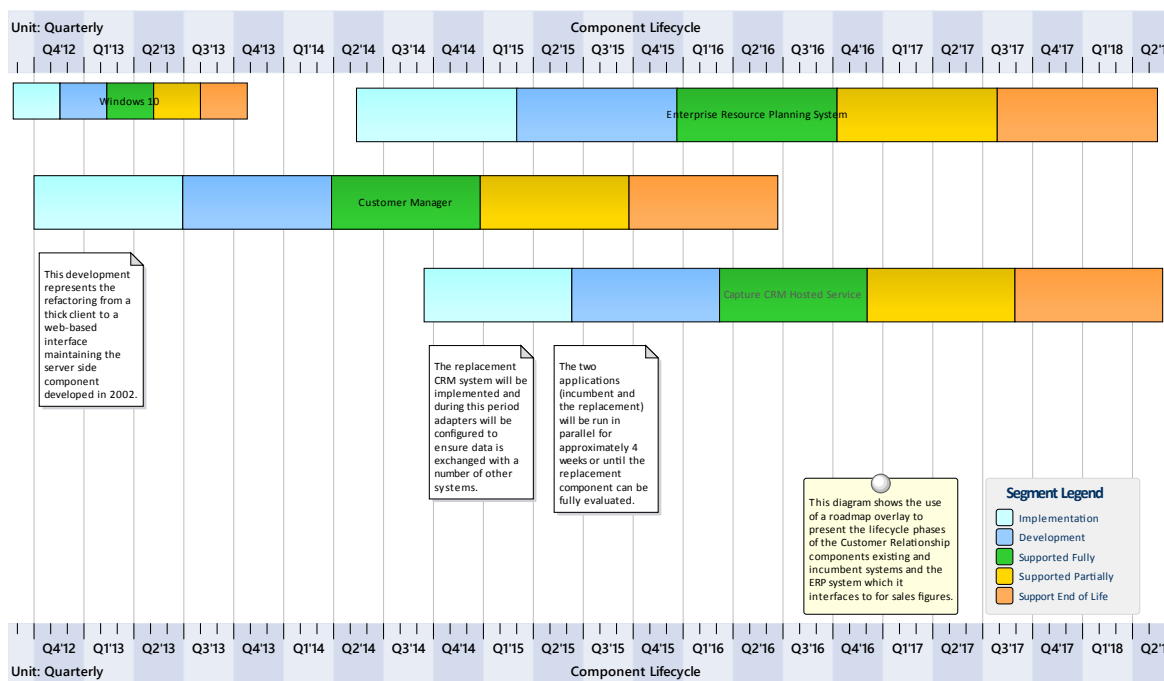 Unit: Quarterly Component Lifecycle
Q4'12 Q1'13 Q2'13 Q3'13 Q4'13 Q1'14 Q2'14 Q3'14 Q4'14 Q1'15 Q2'15 Q3'15 Q4'15 Q1'16 Q2'16 Q3'16 Q4'16 Q1'17 Q2'17 Q3'17 Q4'17 Q1'18 Q2'1
Windows 10
Enterprise Resource Planning System
Customer Manager
Capture CRM Hosted Service
This development
represents the
refactoring from a
thick client to a
web-based
interface
maintaining the
server side
component
developed in 2002.
The replacement
CRM system will be
implemented and
during this period
adapters will be
configured to
ensure data is
exchanged with a
number of other
systems.
The two
applications
(incumbent and
the replacement)
will be run in
parallel for
approximately 4
weeks or until the
replacement
component can be
fully evaluated.
This diagram shows the use
of a roadmap overlay to
present the lifecycle phases
of the Customer Relationship
components existing and
incumbent systems and the
ERP system which it
interfaces to for sales figures.
Segment Legend
Implementation
Development
Supported Fully
Supported Partially
Support End of Life
Q4'12 Q1'13 Q2'13 Q3'13 Q4'13 Q1'14 Q2'14 Q3'14 Q4'14 Q1'15 Q2'15 Q3'15 Q4'15 Q1'16 Q2'16 Q3'16 Q4'16 Q1'17 Q2'17 Q3'17 Q4'17 Q1'18 Q2'1
Unit: Quarterly Component Lifecycle